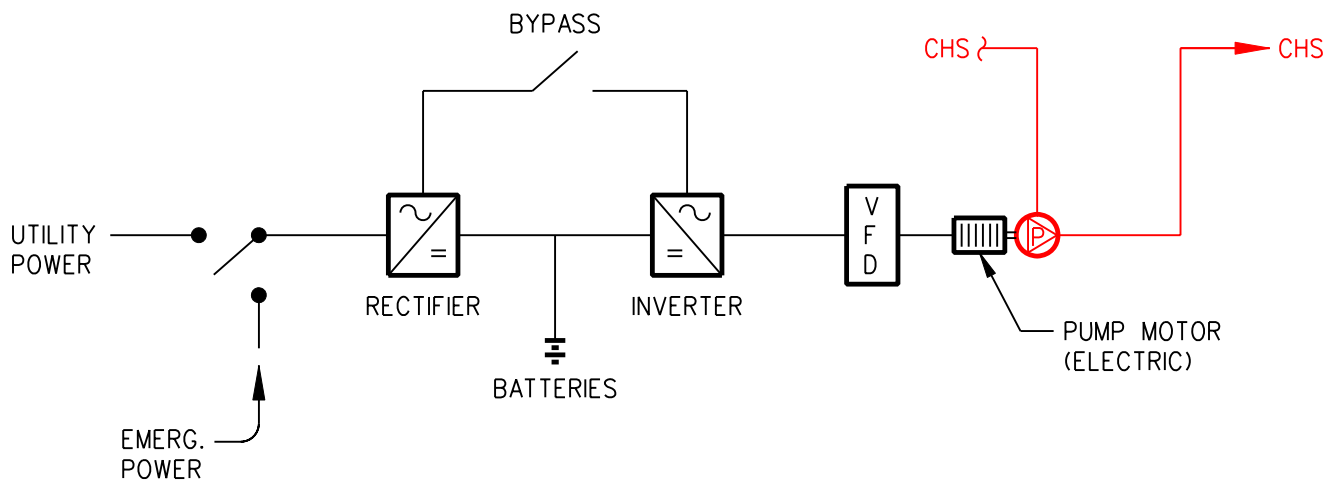 BYPASS
CHS
CHS
UTILITY
POWER
V
F
D
P
RECTIFIER
INVERTER
PUMP MOTOR
(ELECTRIC)
BATTERIES
EMERG.
POWER